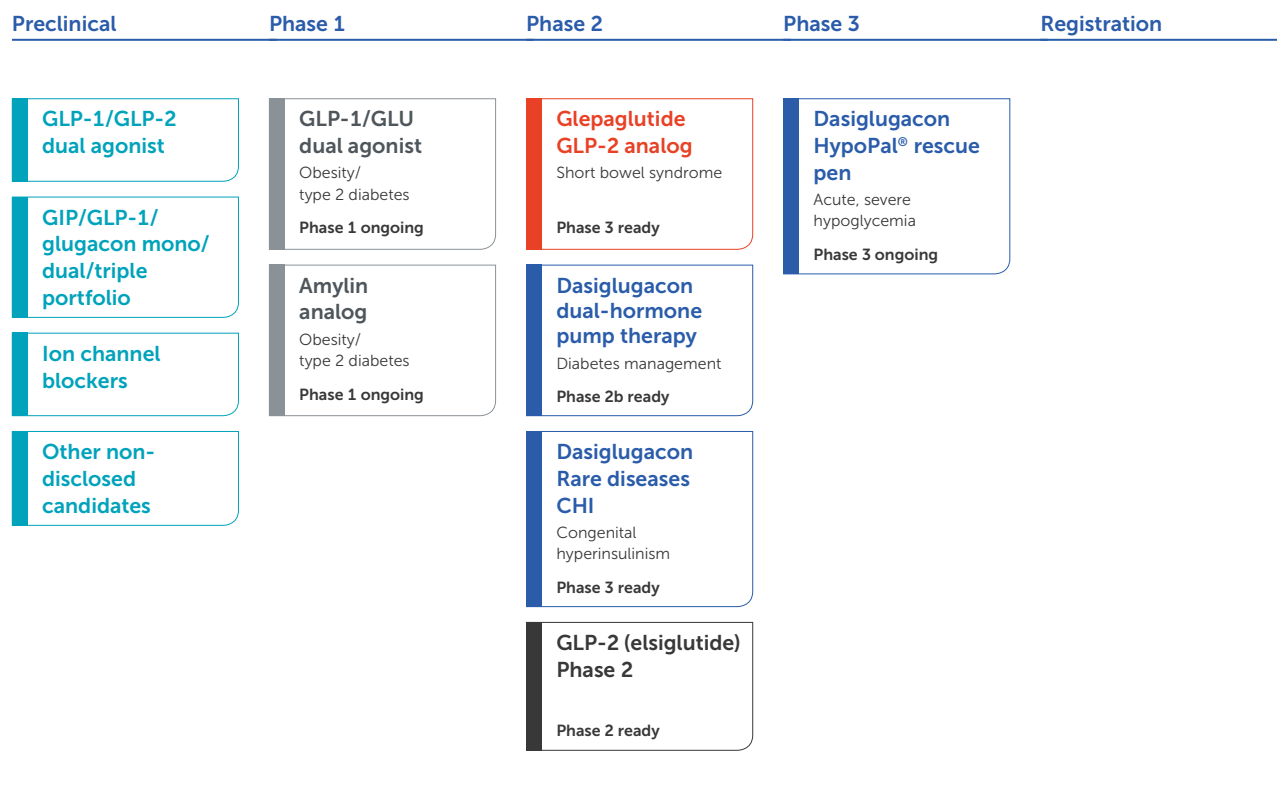 Preclinical
Phase 1
Phase 2
Phase 3
Registration
GLP-1/GLP-2
dual agonist
GIP/GLP-1/
glugacon mono/
dual/triple
portfolio
Ion channel
blockers
Other non-
disclosed
candidates
GLP-1/GLU
dual agonist
Obesity/
type 2 diabetes
Phase 1 ongoing
Amylin
analog
Obesity/
type 2 diabetes
Phase 1 ongoing
Glepaglutide
GLP-2 analog
Short bowel syndrome
Phase 3 ready
Dasiglugacon
dual-hormone
pump therapy
Diabetes management
Phase 2b ready
Dasiglugacon
Rare diseases
CHI
Congenital
hyperinsulinism
Phase 3 ready
GLP-2 (elsiglutide)
Phase 2
Phase 2 ready
Dasiglugacon
HypoPal® rescue
pen
Acute, severe
hypoglycemia
Phase 3 ongoing